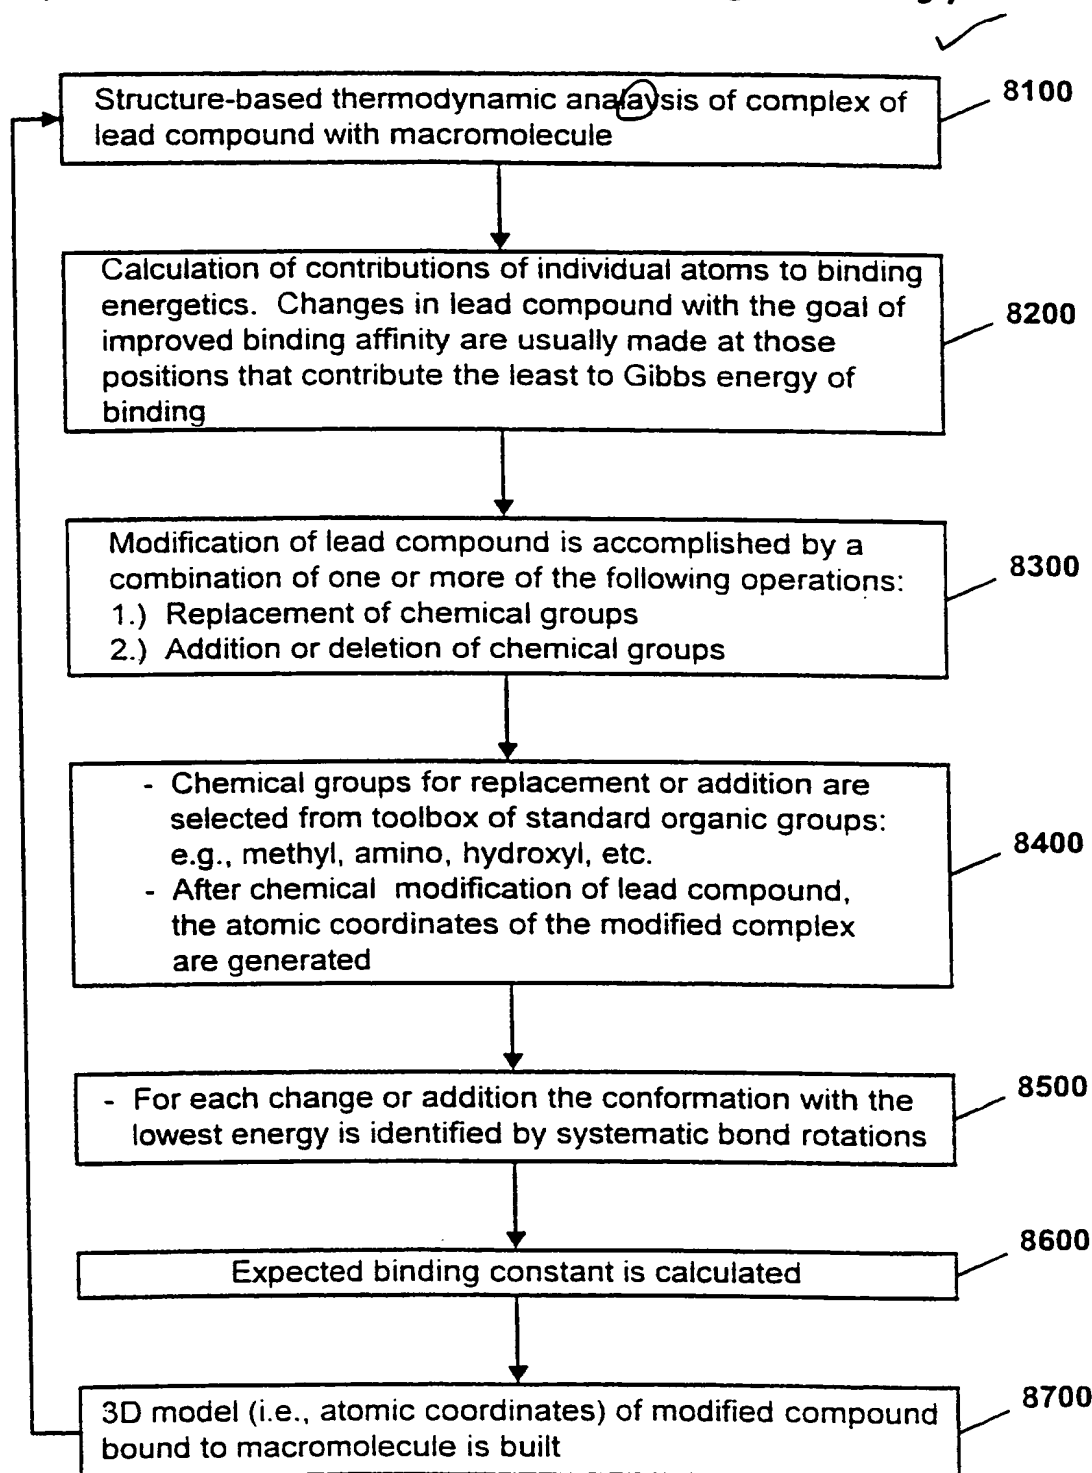 Structure-based thermodynamic analaysis of complex of
lead compound with macromolecule
8100
Calculation of contributions of individual atoms to binding
energetics. Changes in lead compound with the goal of
improved binding affinity are usually made at those
positions that contribute the least to Gibbs energy of
binding
8200
Modification of lead compound is accomplished by a
combination of one or more of the following operations:
1.) Replacement of chemical groups
2.) Addition or deletion of chemical groups
8300
- Chemical groups for replacement or addition are
selected from toolbox of standard organic groups:
e.g., methyl, amino, hydroxyl, etc.
- After chemical modification of lead compound,
the atomic coordinates of the modified complex
are generated
8400
- For each change or addition the conformation with the
lowest energy is identified by systematic bond rotations
8500
Expected binding constant is calculated
8600
3D model (i.e., atomic coordinates) of modified compound
bound to macromolecule is built
8700